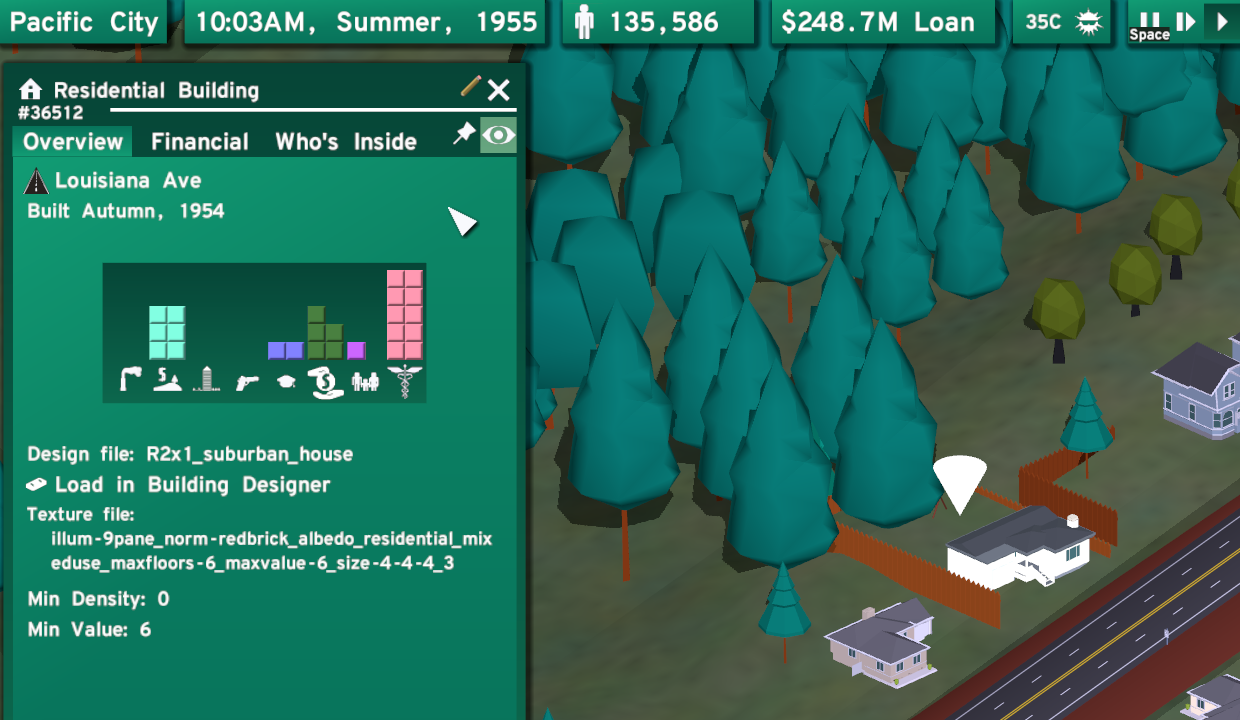 Pacific City
10:03AM, Summer, 1955
135,586
$248.7M Loan
35C
Space
Residential Building
#36512
Overview
Financial
Who's Inside
Louisiana Ave
Built Autumn, 1954
Design file: R2x1_suburban_house
Load in Building Designer
Texture file:
illum-9pane_norm-redbrick_albedo_residential_mix
eduse_maxfloors-6_maxvalue-6_size-4-4-4_3
Min Density: 0
Min Value: 6